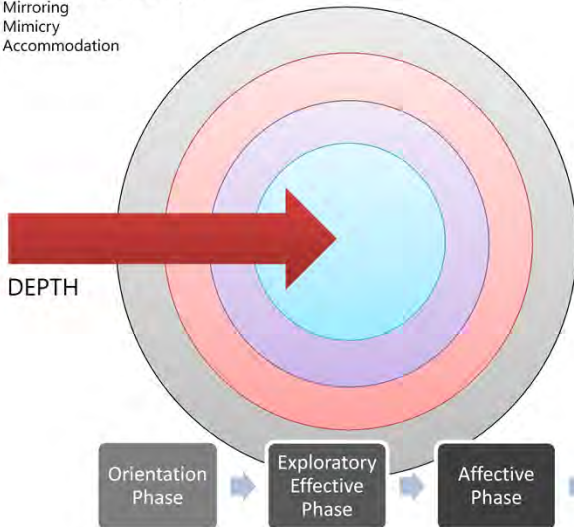 Mirroring
Mimicry
Accommodation
DEPTH
Orientation
Phase
Exploratory
Effective
Phase
Affective
Phase